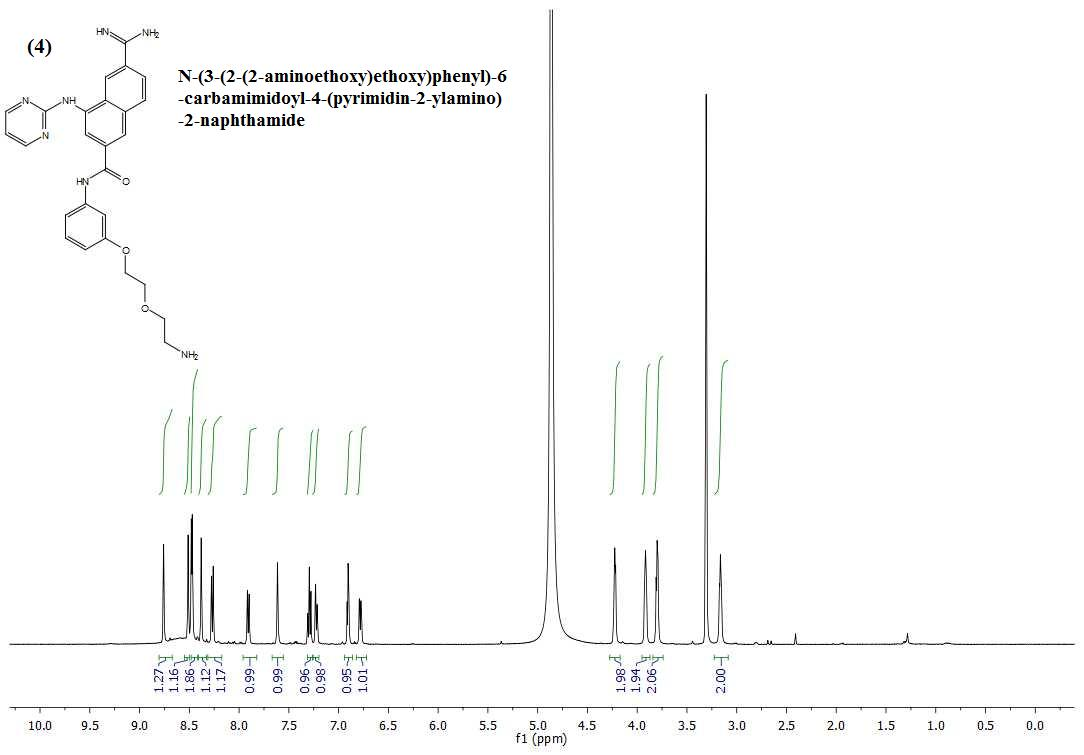 (4)
HN
NH2
N-(3-(2-(2-aminoethoxy)ethoxy)phenyl)-6
-carbamimidoyl-4-(pyrimidin-2-ylamino)
-2-naphthamide
N
NH
N
HN
O
O
O
NH2
1.27
1.16
1.86
1.12
1.17
0.99
0.99
0.96
0.98
0.95
1.01
1.98
1.94
2.06
2.00
10.0 9.5 9.0 8.5 8.0 7.5 7.0 6.5 6.0 5.5 5.0 4.5 4.0 3.5 3.0 2.5 2.0 1.5 1.0 0.5 0.0
f1 (ppm)